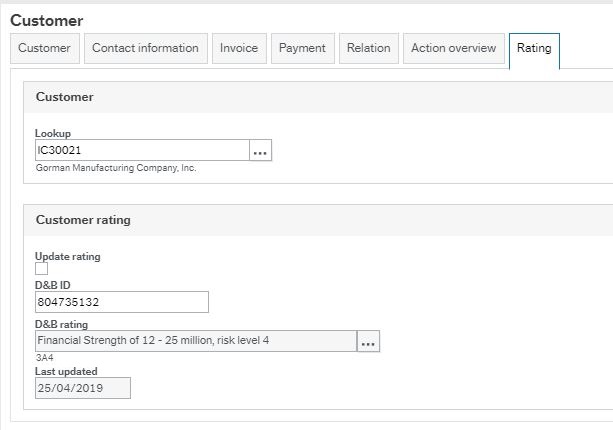 Customer
Customer Contact information Invoice Payment Relation Action overview Rating
Customer
Lookup
IC30021 ...
Gorman Manufacturing Company, Inc.
Customer rating
Update rating
D&B ID
804735132
D&B rating
Financial Strength of 12 - 25 million, risk level 4 ...
3A4
Last updated
25/04/2019